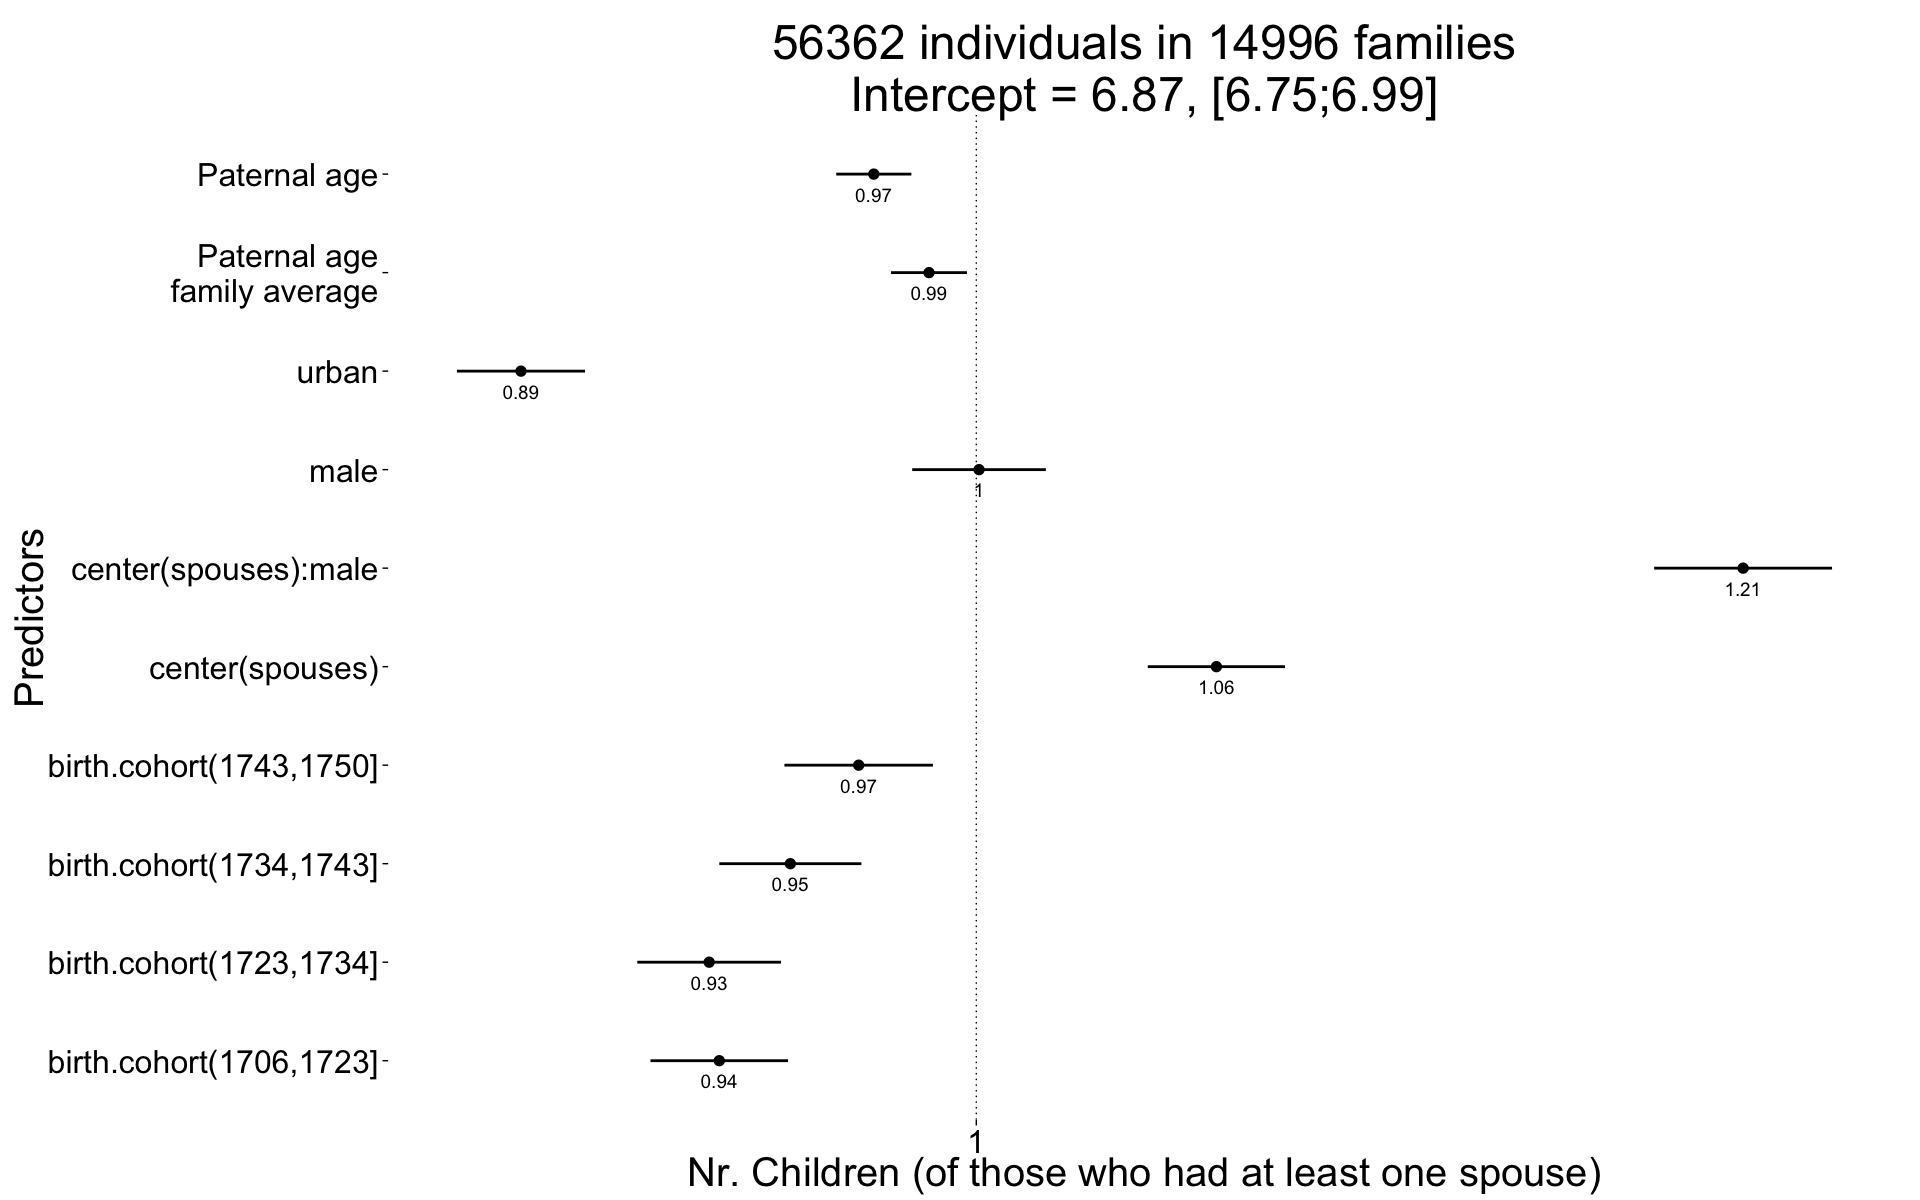 56362 individuals in 14996 families
Intercept = 6.87, [6.75;6.99]
Predictors
Paternal age
0.97
Paternal age
family average
0.99
urban
0.89
male
1
center(spouses):male
1.21
center(spouses)
1.06
birth.cohort(1743,1750]
0.97
birth.cohort(1734,1743]
0.95
birth.cohort(1723,1734]
0.93
birth.cohort(1706,1723]
0.94
1
Nr. Children (of those who had at least one spouse)